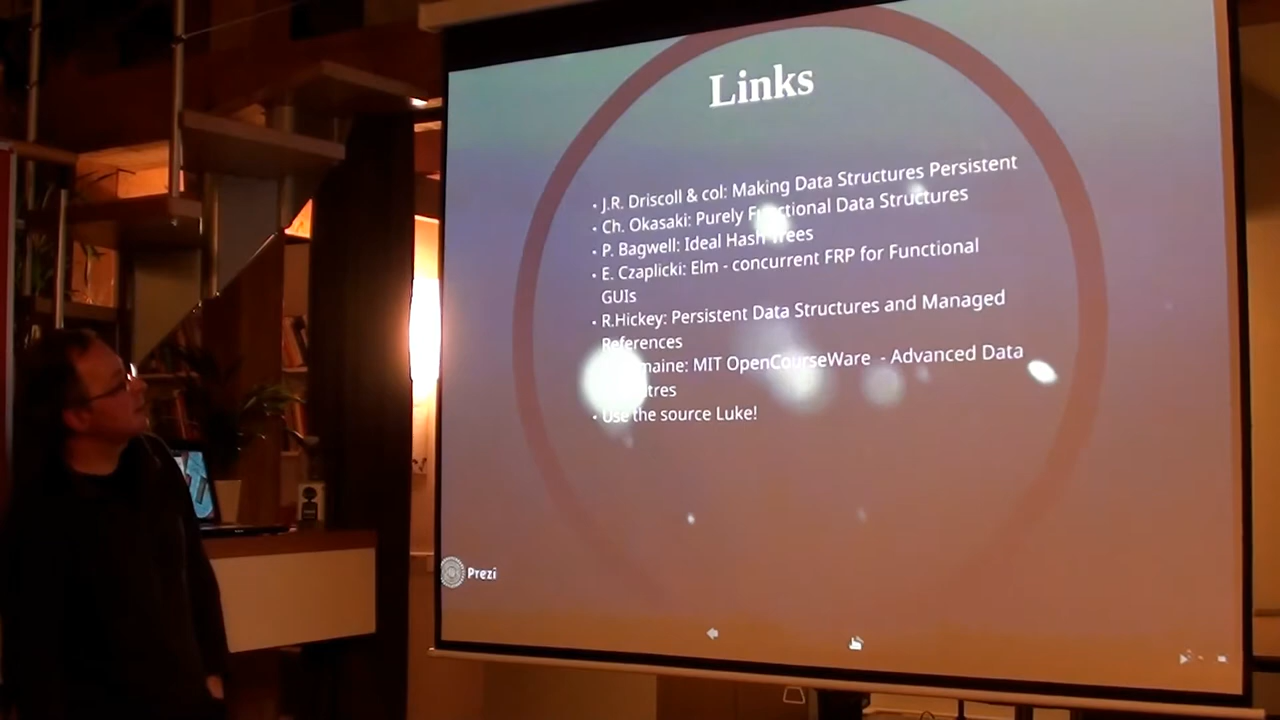 Links
• J.R. Driscoll & col: Making Data Structures Persistent
• Ch. Okasaki: Purely Functional Data Structures
• P. Bagwell: Ideal Hash Trees
• E. Czaplicki: Elm - concurrent FRP for Functional
GUIs
• R.Hickey: Persistent Data Structures and Managed
References
MIT OpenCourseWare - Advanced Data
• Use the source Luke!
Prezi